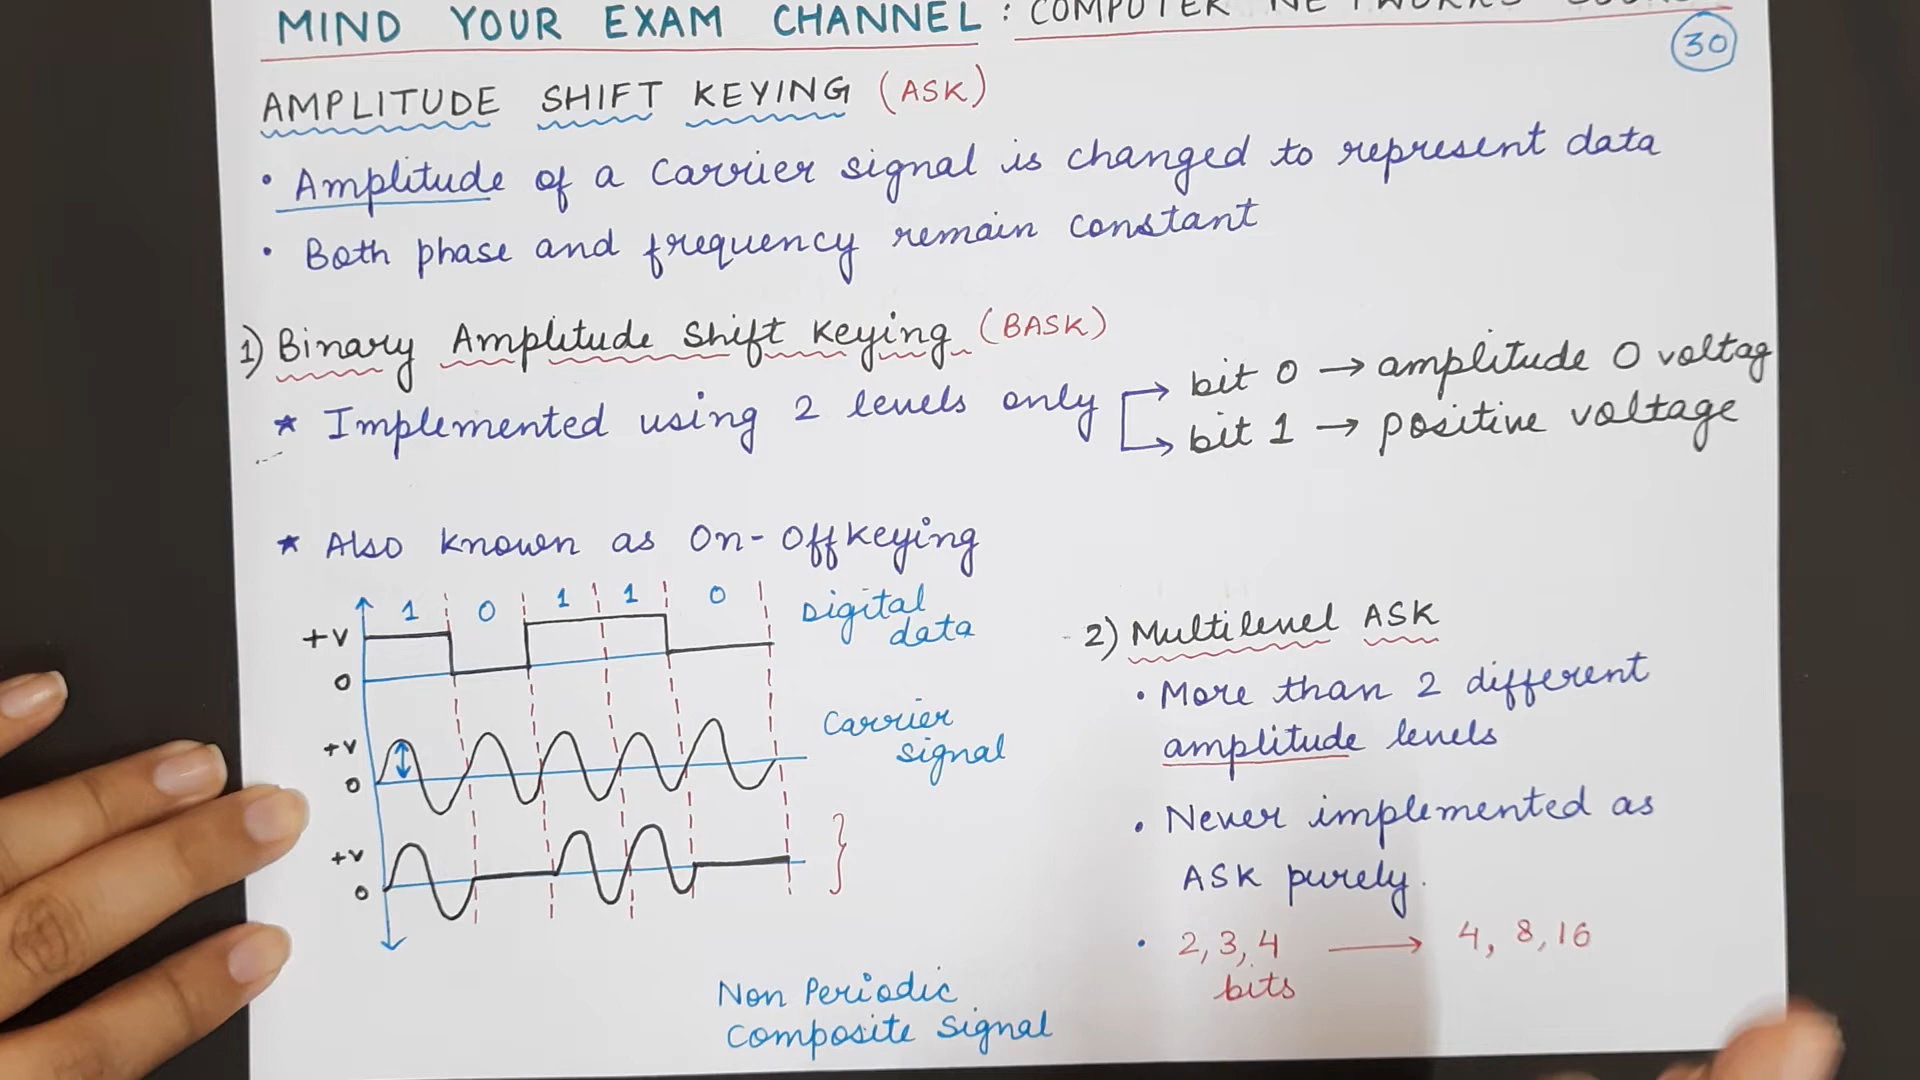 MIND YOUR EXAM CHANNEL : COMPUTER NETWORKS
30
AMPLITUDE SHIFT KEYING (ASK)
• Amplitude of a carrier signal is changed to represent data
• Both phase and frequency remain constant
1) Binary Amplitude Shift Keying (BASK)
* Implemented using 2 levels only
bit 0 → amplitude 0 voltag
bit 1 → positive voltage
* Also known as On-Off keying
1 0 1 1 0
Digital
data
+V
0
Carrier
signal
+V
0
+V
0
Non Periodic
Composite Signal
2) Multilevel ASK
• More than 2 different
amplitude levels
• Never implemented as
ASK purely.
• 2, 3, 4 → 4, 8, 16
bits